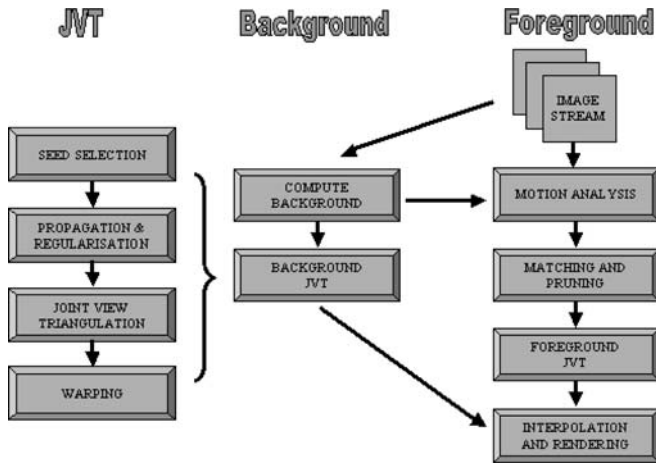 JVT
Background
Foreground
SEED SELECTION
PROPAGATION &
REGULARISATION
JOINT VIEW
TRIANGULATION
WARPING
COMPUTE
BACKGROUND
BACKGROUND
JVT
IMAGE
STREAM
MOTION ANALYSIS
MATCHING AND
PRUNING
FOREGROUND
JVT
INTERPOLATION
AND RENDERING